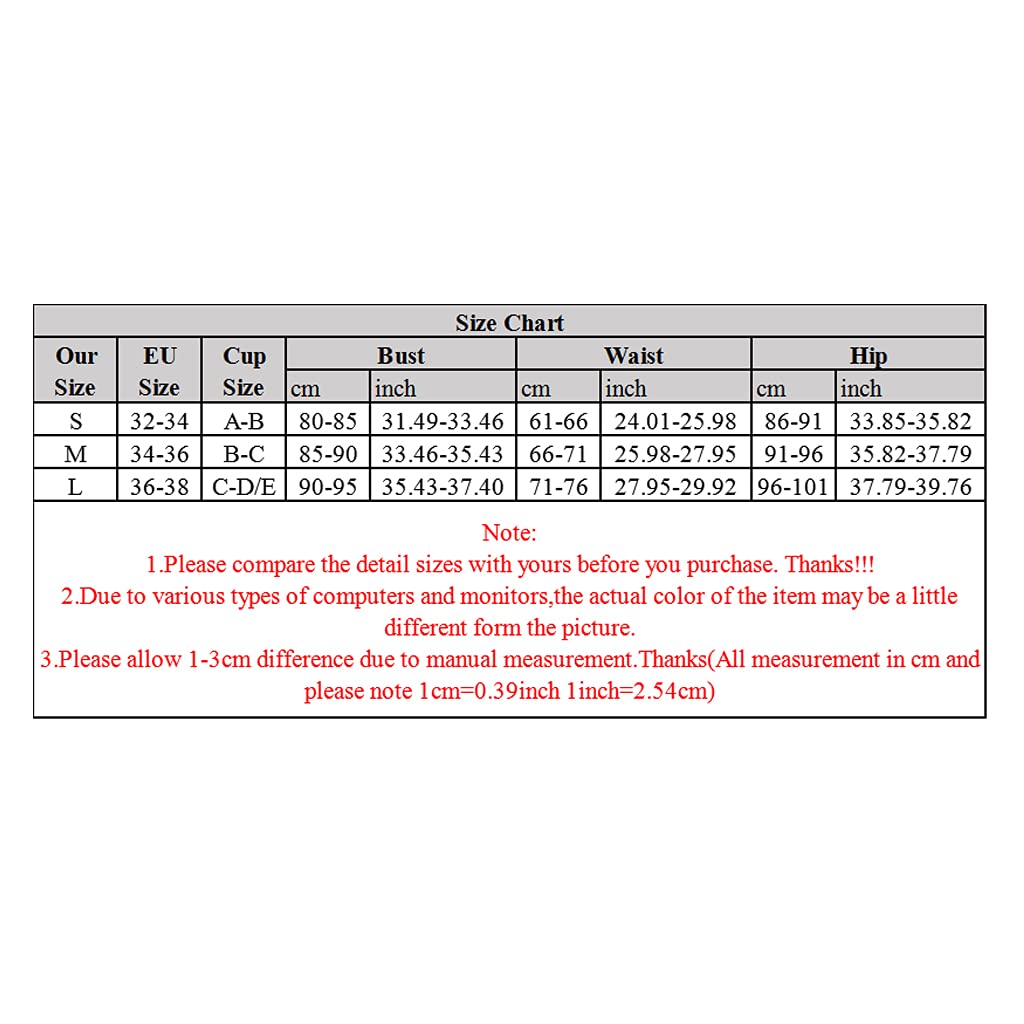 Size Chart
Our Size EU Size Cup Size Bust Waist Hip
cm inch cm inch cm inch
S 32-34 A-B 80-85 31.49-33.46 61-66 24.01-25.98 86-91 33.85-35.82
M 34-36 B-C 85-90 33.46-35.43 66-71 25.98-27.95 91-96 35.82-37.79
L 36-38 C-D/E 90-95 35.43-37.40 71-76 27.95-29.92 96-101 37.79-39.76
Note:
1.Please compare the detail sizes with yours before you purchase. Thanks!!!
2.Due to various types of computers and monitors,the actual color of the item may be a little
different form the picture.
3.Please allow 1-3cm difference due to manual measurement.Thanks(All measurement in cm and
please note 1cm=0.39inch 1inch=2.54cm)